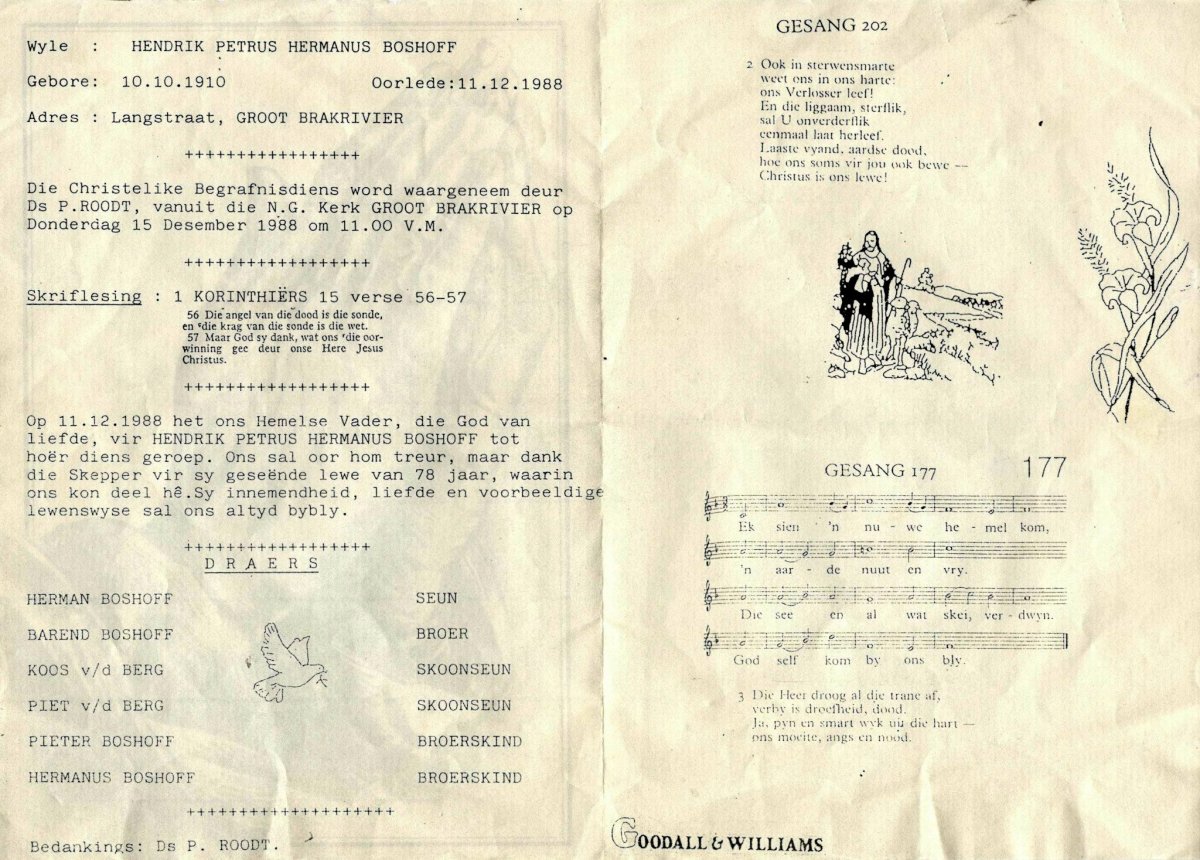 Wyle : HENDRIK PETRUS HERMANUS BOSHOFF
Gebore: 10.10.1910 Oorlede:11.12.1988
Adres : Langstraat, GROOT BRAKRIVIER
+++++++++++++++++
Die Christelike Begrafnisdiens word waargeneem deur
Ds P.ROODT, vanuit die N.G. Kerk GROOT BRAKRIVIER op
Donderdag 15 Desember 1988 om 11.00 V.M.
++++++++++++++++++
Skriflesing : 1 KORINTHIËRS 15 verse 56-57
56 Die angel van die dood is die sonde,
en ʿdie krag van die sonde is die wet.
57 Maar God sy dank, wat ons ʿdie oor-
winning gee deur onse Here Jesus
Christus.
++++++++++++++++++
Op 11.12.1988 het ons Hemelse Vader, die God van
liefde, vir HENDRIK PETRUS HERMANUS BOSHOFF tot
hoër diens geroep. Ons sal oor hom treur, maar dank
die Skepper vir sy geseënde lewe van 78 jaar, waarin
ons kon deel hê.Sy innemendheid, liefde en voorbeeldige
lewenswyse sal ons altyd bybly.
++++++++++++++++++
D R A E R S
HERMAN BOSHOFF SEUN
BAREND BOSHOFF BROER
KOOS v/d BERG SKOONSEUN
PIET v/d BERG SKOONSEUN
PIETER BOSHOFF BROERSKIND
HERMANUS BOSHOFF BROERSKIND
++++++++++++++++++++
Bedankings: Ds P. ROODT.
GESANG 202
2 Ook in sterwensmarte
weet ons in ons harte:
ons Verlosser leef!
En die liggaam, sterflik,
sal U onverderflik
eenmaal laat herleef.
Laaste vyand, aardse dood,
hoe ons soms vir jou ook bewe —
Christus is ons lewe!
GESANG 177 177
Ek sien 'n nu - we he - mel kom,
'n aar - de nuut en vry.
Die see en al wat skei, ver - dwyn.
God self kom by ons bly.
3 Die Heer droog al die trane af,
verby is droefheid, dood.
Ja, pyn en smart wyk uit die hart —
ons moeite, angs en nood.
GOODALL & WILLIAMS